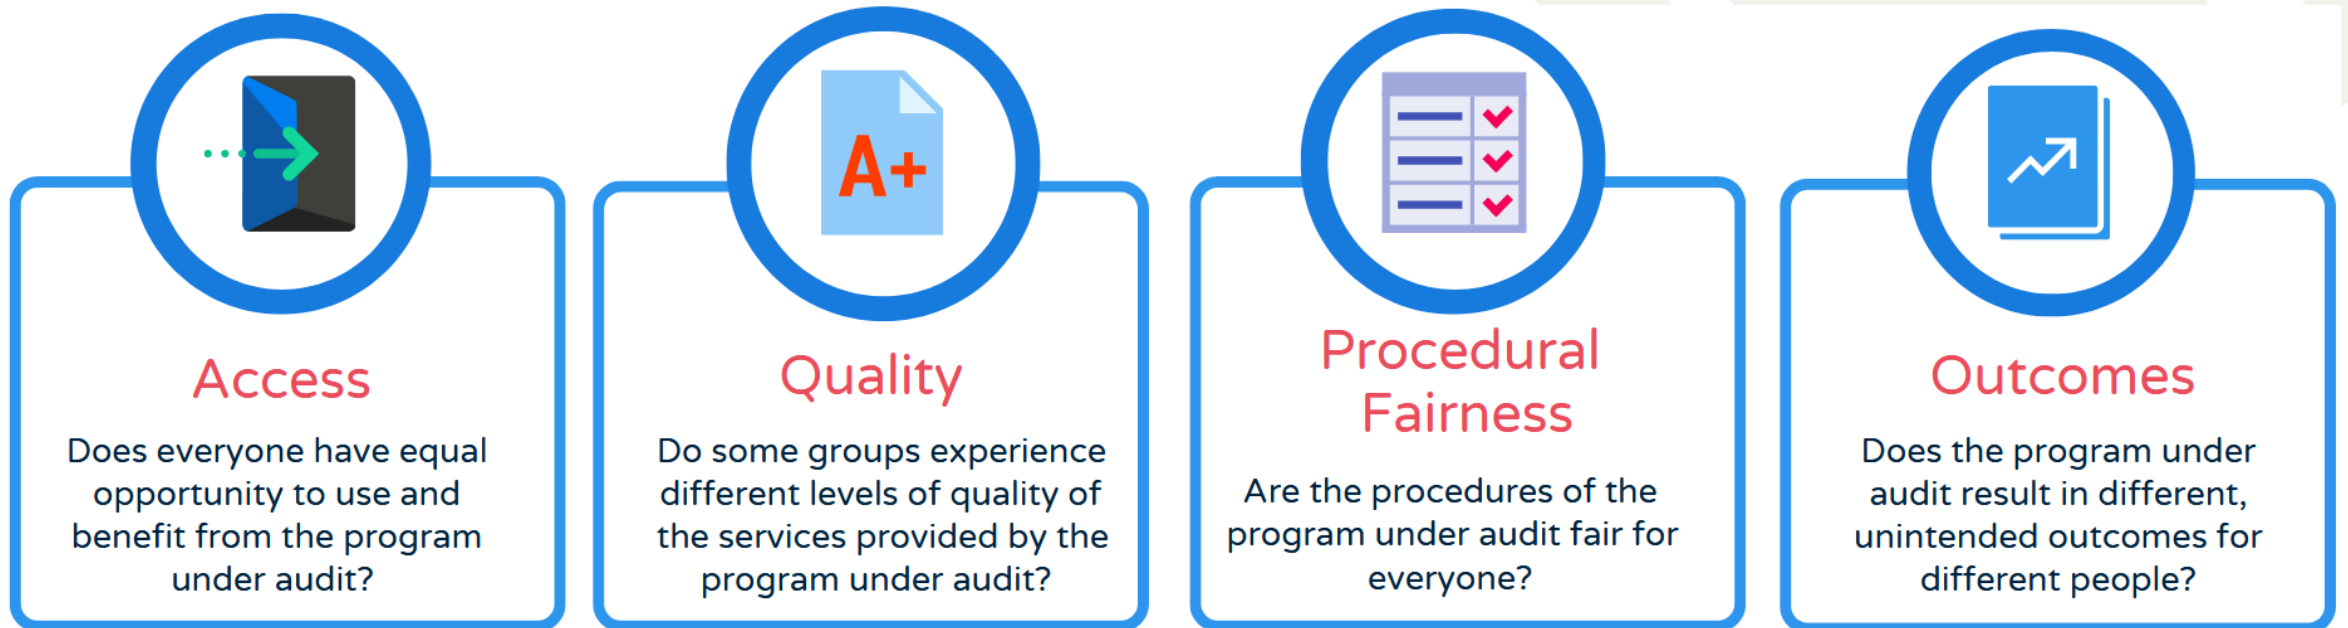 A+
Access
Does everyone have equal
opportunity to use and
benefit from the program
under audit?
Quality
Do some groups experience
different levels of quality of
the services provided by the
program under audit?
Procedural
Fairness
Are the procedures of the
program under audit fair for
everyone?
Outcomes
Does the program under
audit result in different,
unintended outcomes for
different people?